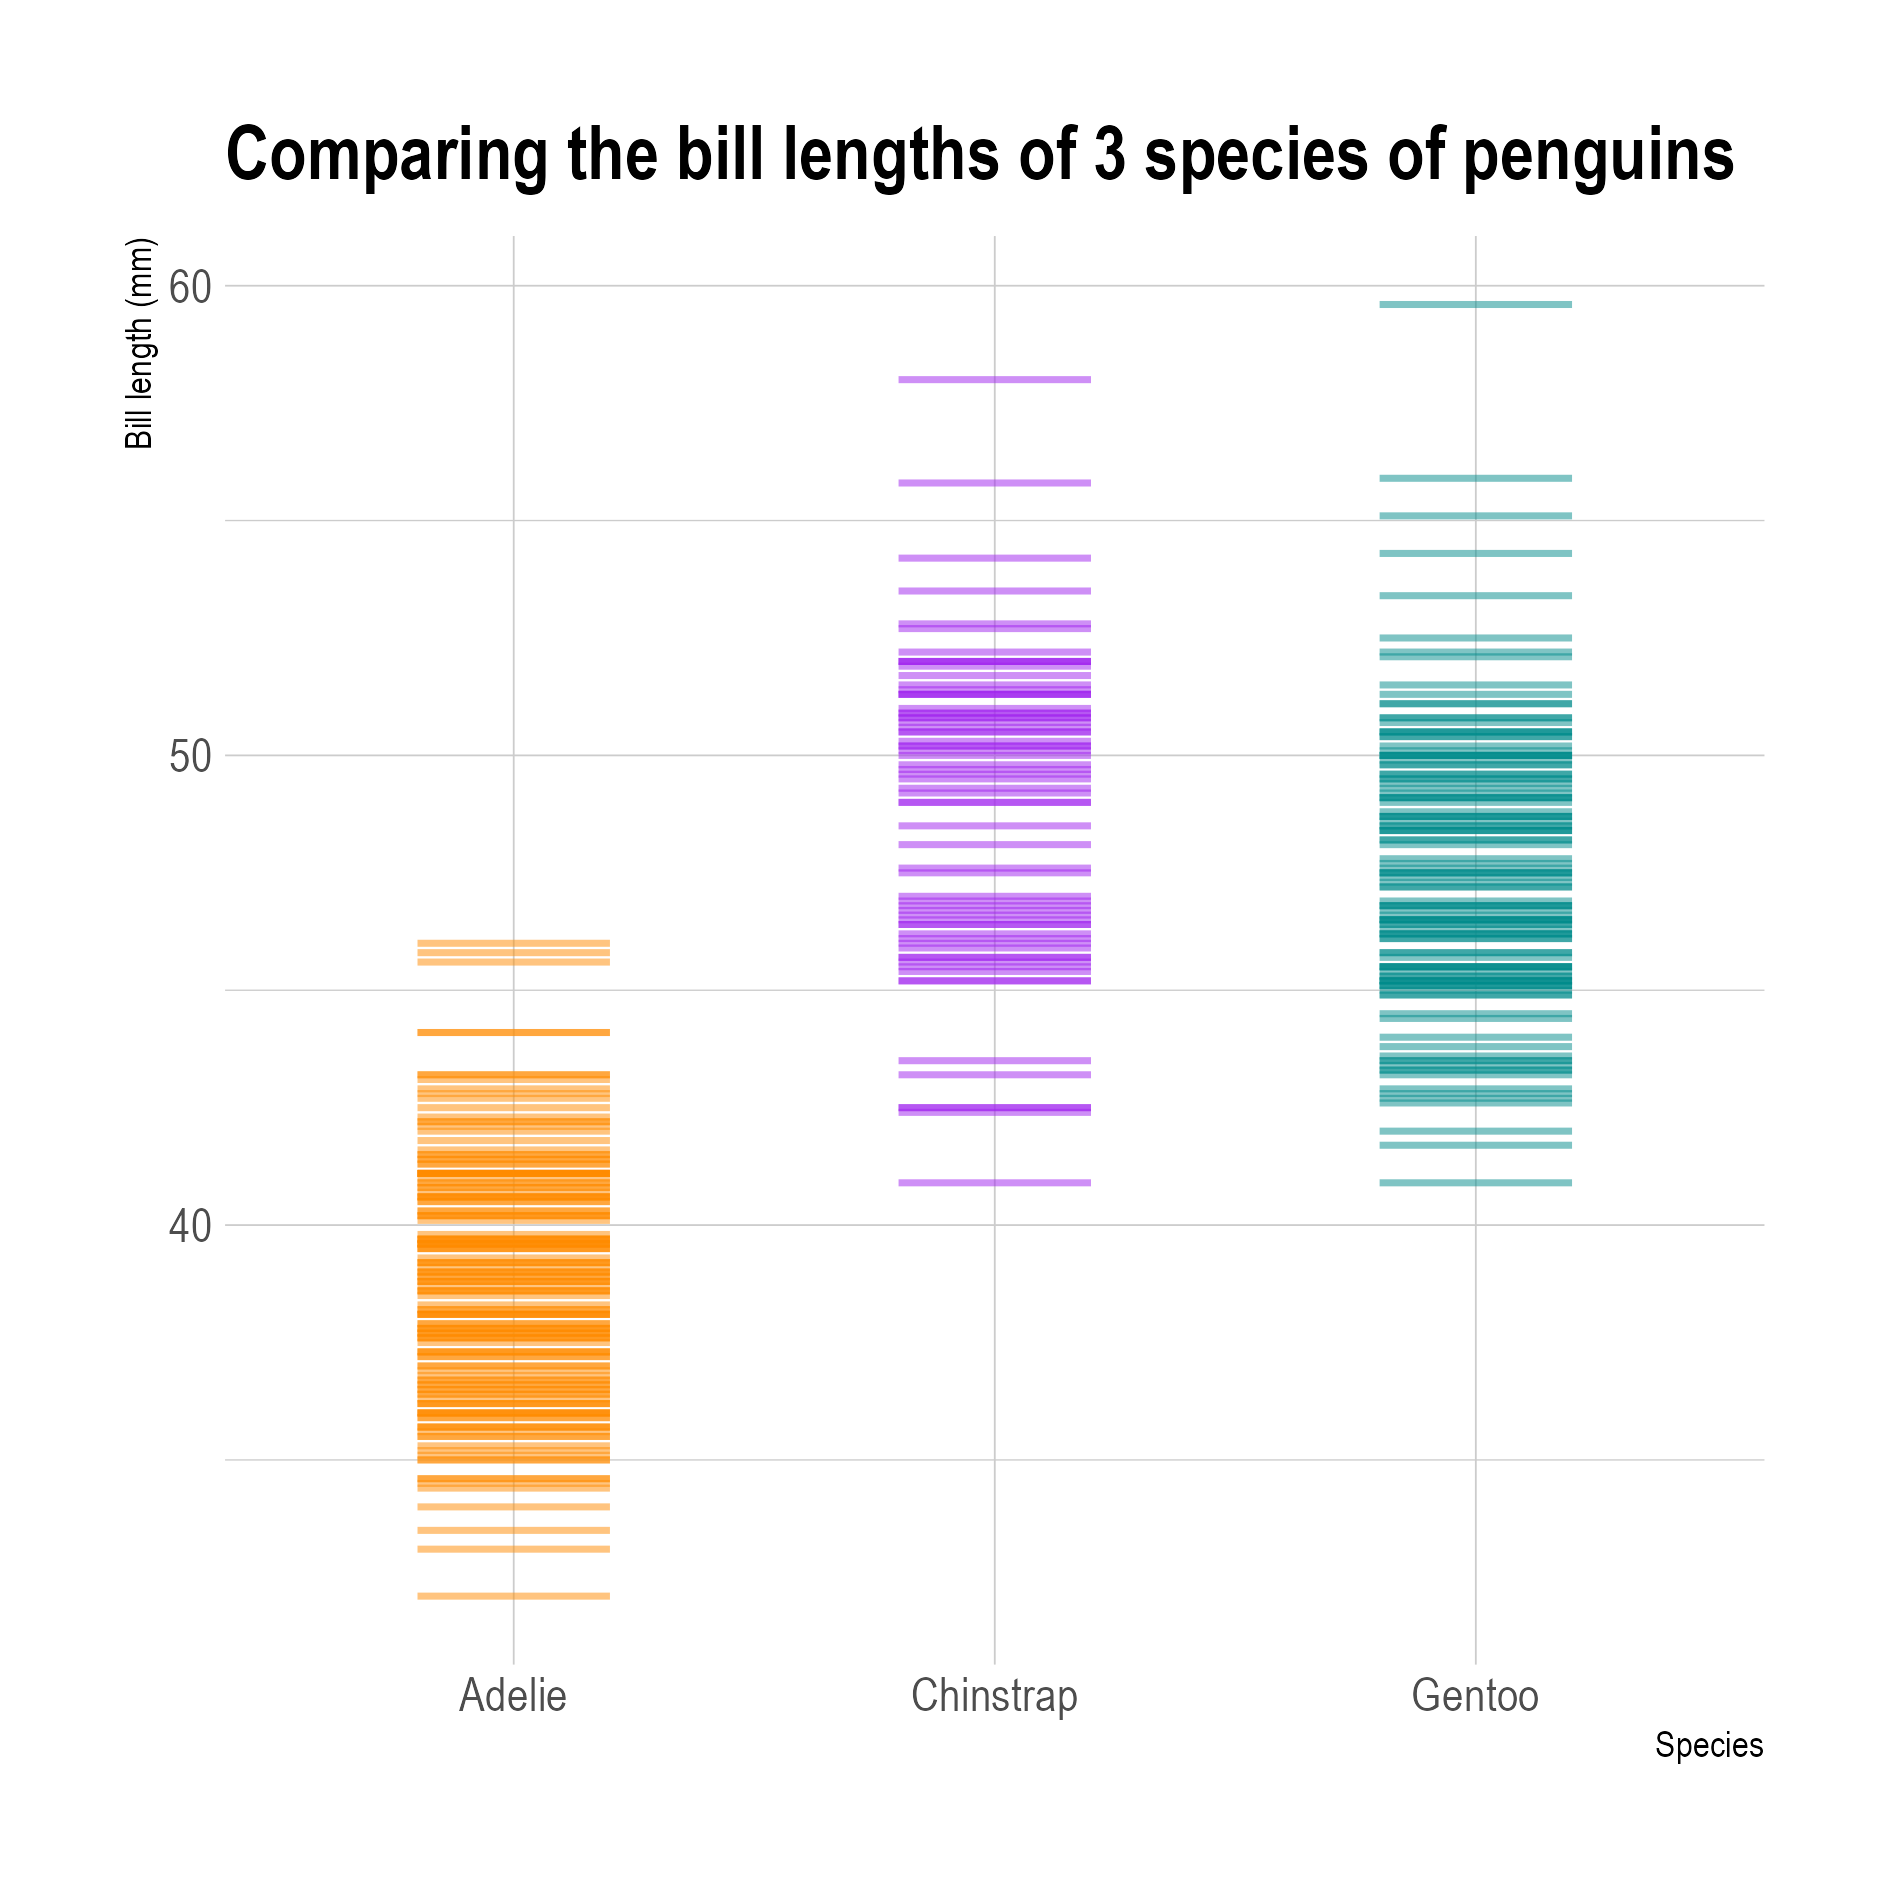 Comparing the bill lengths of 3 species of penguins
Bill length (mm)
60
50
40
Adelie
Chinstrap
Gentoo
Species